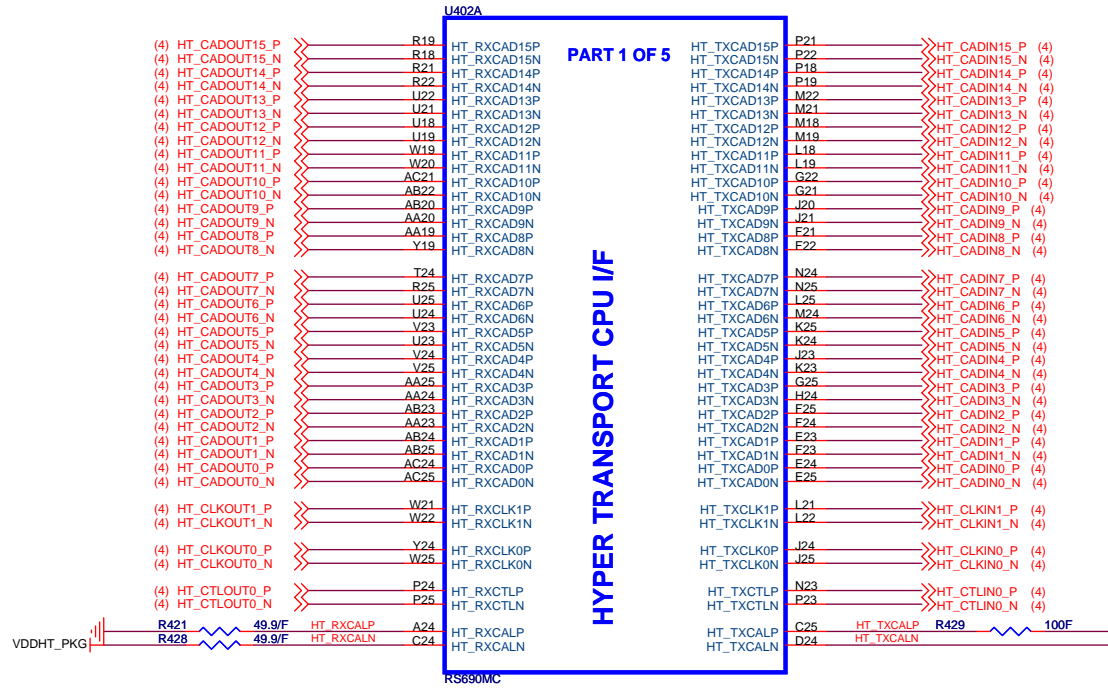 U402A
PART 1 OF 5
HYPER TRANSPORT CPU I/F
(4) HT_CADOUT15_P R19 HT_RXCAD15P HT_TXCAD15P P21 HT_CADIN15_P (4)
(4) HT_CADOUT15_N R18 HT_RXCAD15N HT_TXCAD15N P22 HT_CADIN15_N (4)
(4) HT_CADOUT14_P R21 HT_RXCAD14P HT_TXCAD14P P18 HT_CADIN14_P (4)
(4) HT_CADOUT14_N R22 HT_RXCAD14N HT_TXCAD14N P19 HT_CADIN14_N (4)
(4) HT_CADOUT13_P U22 HT_RXCAD13P HT_TXCAD13P M22 HT_CADIN13_P (4)
(4) HT_CADOUT13_N U21 HT_RXCAD13N HT_TXCAD13N M21 HT_CADIN13_N (4)
(4) HT_CADOUT12_P U18 HT_RXCAD12P HT_TXCAD12P M18 HT_CADIN12_P (4)
(4) HT_CADOUT12_N U19 HT_RXCAD12N HT_TXCAD12N M19 HT_CADIN12_N (4)
(4) HT_CADOUT11_P W19 HT_RXCAD11P HT_TXCAD11P L18 HT_CADIN11_P (4)
(4) HT_CADOUT11_N W20 HT_RXCAD11N HT_TXCAD11N L19 HT_CADIN11_N (4)
(4) HT_CADOUT10_P AC21 HT_RXCAD10P HT_TXCAD10P G22 HT_CADIN10_P (4)
(4) HT_CADOUT10_N AB22 HT_RXCAD10N HT_TXCAD10N G21 HT_CADIN10_N (4)
(4) HT_CADOUT9_P AB20 HT_RXCAD9P HT_TXCAD9P J20 HT_CADIN9_P (4)
(4) HT_CADOUT9_N AA20 HT_RXCAD9N HT_TXCAD9N J21 HT_CADIN9_N (4)
(4) HT_CADOUT8_P AA19 HT_RXCAD8P HT_TXCAD8P F21 HT_CADIN8_P (4)
(4) HT_CADOUT8_N Y19 HT_RXCAD8N HT_TXCAD8N F22 HT_CADIN8_N (4)
(4) HT_CADOUT7_P T24 HT_RXCAD7P HT_TXCAD7P N24 HT_CADIN7_P (4)
(4) HT_CADOUT7_N R25 HT_RXCAD7N HT_TXCAD7N N25 HT_CADIN7_N (4)
(4) HT_CADOUT6_P U25 HT_RXCAD6P HT_TXCAD6P L25 HT_CADIN6_P (4)
(4) HT_CADOUT6_N U24 HT_RXCAD6N HT_TXCAD6N M24 HT_CADIN6_N (4)
(4) HT_CADOUT5_P V23 HT_RXCAD5P HT_TXCAD5P K25 HT_CADIN5_P (4)
(4) HT_CADOUT5_N U23 HT_RXCAD5N HT_TXCAD5N K24 HT_CADIN5_N (4)
(4) HT_CADOUT4_P V24 HT_RXCAD4P HT_TXCAD4P J23 HT_CADIN4_P (4)
(4) HT_CADOUT4_N V25 HT_RXCAD4N HT_TXCAD4N K23 HT_CADIN4_N (4)
(4) HT_CADOUT3_P AA25 HT_RXCAD3P HT_TXCAD3P G25 HT_CADIN3_P (4)
(4) HT_CADOUT3_N AA24 HT_RXCAD3N HT_TXCAD3N H24 HT_CADIN3_N (4)
(4) HT_CADOUT2_P AB23 HT_RXCAD2P HT_TXCAD2P F25 HT_CADIN2_P (4)
(4) HT_CADOUT2_N AA23 HT_RXCAD2N HT_TXCAD2N F24 HT_CADIN2_N (4)
(4) HT_CADOUT1_P AB24 HT_RXCAD1P HT_TXCAD1P E23 HT_CADIN1_P (4)
(4) HT_CADOUT1_N AB25 HT_RXCAD1N HT_TXCAD1N F23 HT_CADIN1_N (4)
(4) HT_CADOUT0_P AC24 HT_RXCAD0P HT_TXCAD0P E24 HT_CADIN0_P (4)
(4) HT_CADOUT0_N AC25 HT_RXCAD0N HT_TXCAD0N E25 HT_CADIN0_N (4)
(4) HT_CLKOUT1_P W21 HT_RXCLK1P HT_TXCLK1P L21 HT_CLKIN1_P (4)
(4) HT_CLKOUT1_N W22 HT_RXCLK1N HT_TXCLK1N L22 HT_CLKIN1_N (4)
(4) HT_CLKOUT0_P Y24 HT_RXCLK0P HT_TXCLK0P J24 HT_CLKIN0_P (4)
(4) HT_CLKOUT0_N W25 HT_RXCLK0N HT_TXCLK0N J25 HT_CLKIN0_N (4)
(4) HT_CTLOUT0_P P24 HT_RXCTLP HT_TXCTLP N23 HT_CTLIN0_P (4)
(4) HT_CTLOUT0_N P25 HT_RXCTLN HT_TXCTLN P23 HT_CTLIN0_N (4)
R421 49.9/F HT_RXCALP A24 HT_RXCALP HT_TXCALP C25 HT_TXCALP R429 100F
VDDHT_PKG R428 49.9/F HT_RXCALN C24 HT_RXCALN HT_TXCALN D24 HT_TXCALN
RS690MC